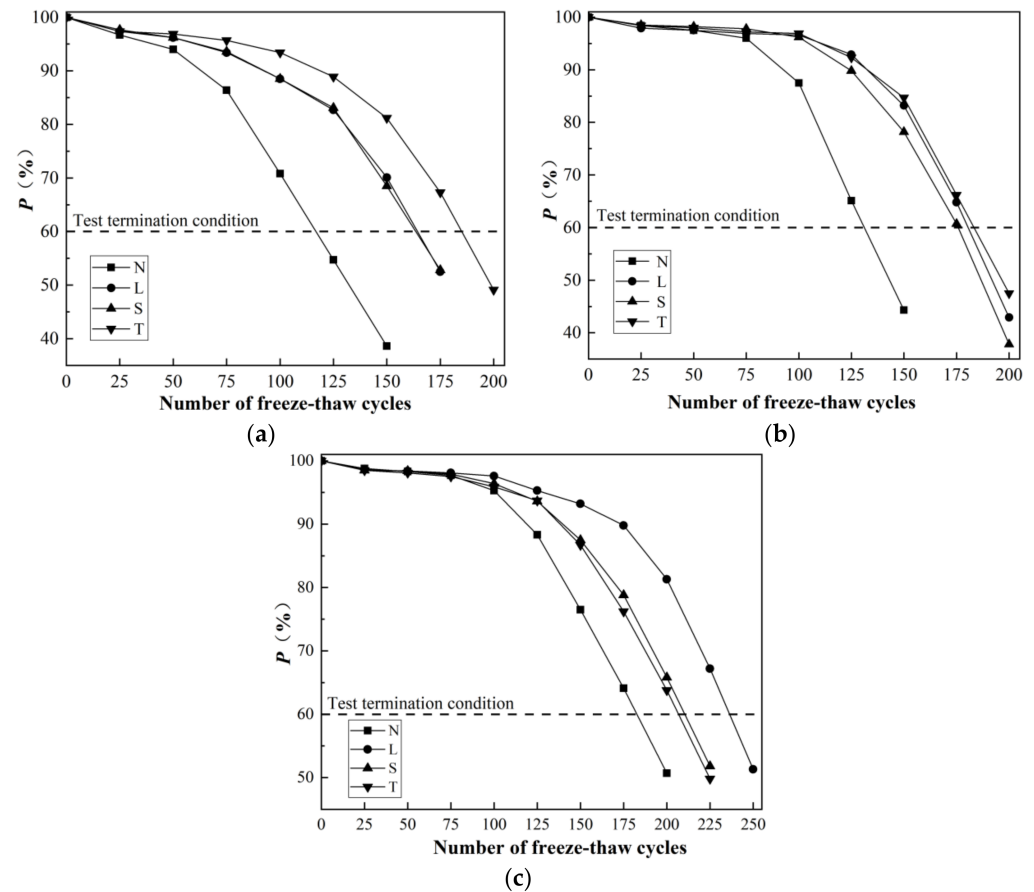 100
90
80
70
60
50
40
P (%)
Test termination condition
N
L
S
T
0 25 50 75 100 125 150 175 200
Number of freeze-thaw cycles
(a)
100
90
80
70
60
50
40
P (%)
Test termination condition
N
L
S
T
0 25 50 75 100 125 150 175 200
Number of freeze-thaw cycles
(b)
100
90
80
70
60
50
P (%)
Test termination condition
N
L
S
T
0 25 50 75 100 125 150 175 200 225 250
Number of freeze-thaw cycles
(c)